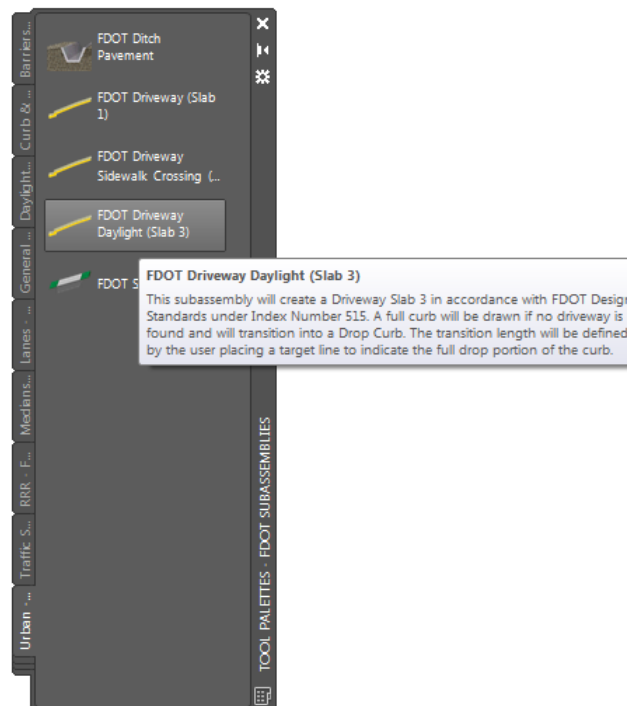 FDOT Ditch
Pavement
FDOT Driveway (Slab
1)
FDOT Driveway
Sidewalk Crossing (...
FDOT Driveway
Daylight (Slab 3)
FDOT S
FDOT Driveway Daylight (Slab 3)
This subassembly will create a Driveway Slab 3 in accordance with FDOT Design
Standards under Index Number 515. A full curb will be drawn if no driveway is
found and will transition into a Drop Curb. The transition length will be defined
by the user placing a target line to indicate the full drop portion of the curb.
Barriers...
Curb & ...
Daylight...
General ...
Lanes - ...
Medians...
RRR - F...
Traffic S...
Urban -...
TOOL PALETTES - FDOT SUBASSEMBLIES